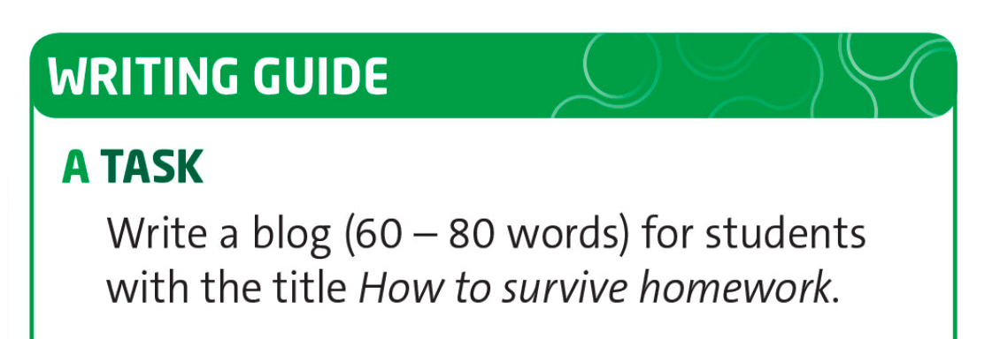 WRITING GUIDE
A TASK
Write a blog (60 – 80 words) for students
with the title How to survive homework.